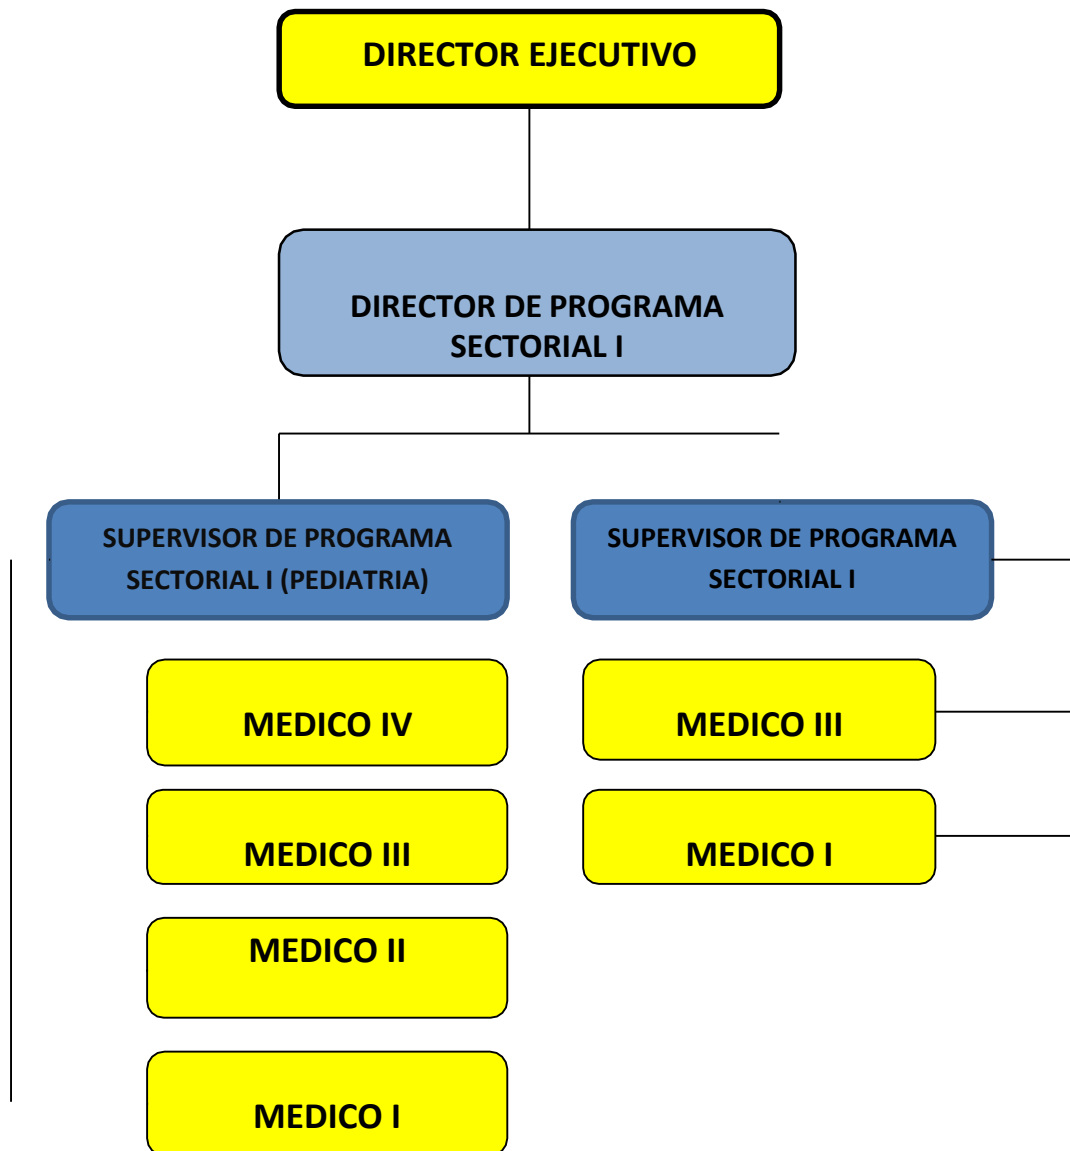 DIRECTOR EJECUTIVO
DIRECTOR DE PROGRAMA
SECTORIAL I
SUPERVISOR DE PROGRAMA
SECTORIAL I (PEDIATRIA)
SUPERVISOR DE PROGRAMA
SECTORIAL I
MEDICO IV
MEDICO III
MEDICO III
MEDICO I
MEDICO II
MEDICO I